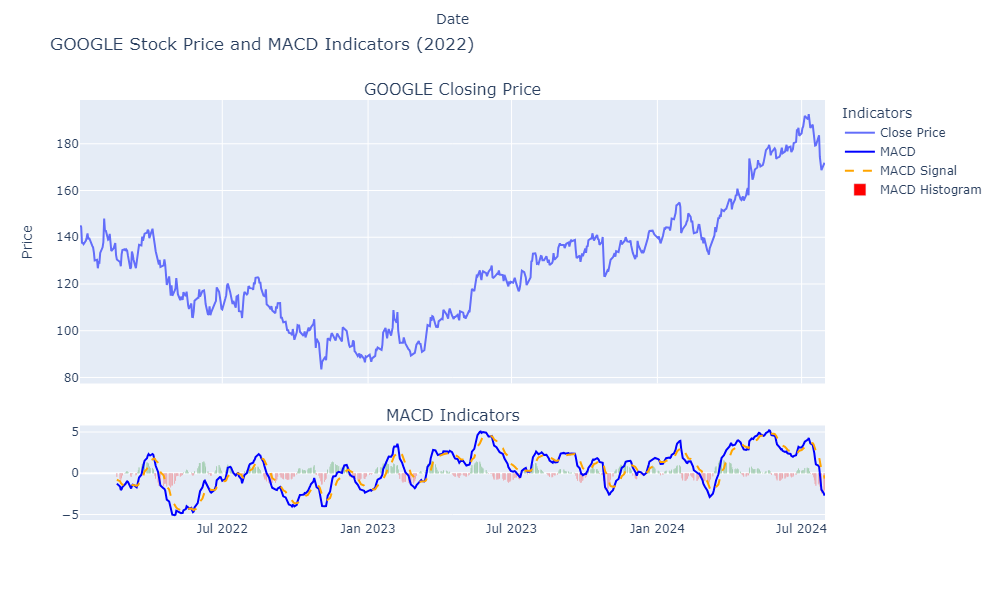 Date
GOOGLE Stock Price and MACD Indicators (2022)
GOOGLE Closing Price
Indicators
Close Price
MACD
MACD Signal
MACD Histogram
Price
180
160
140
120
100
80
MACD Indicators
5
0
−5
Jul 2022
Jan 2023
Jul 2023
Jan 2024
Jul 2024